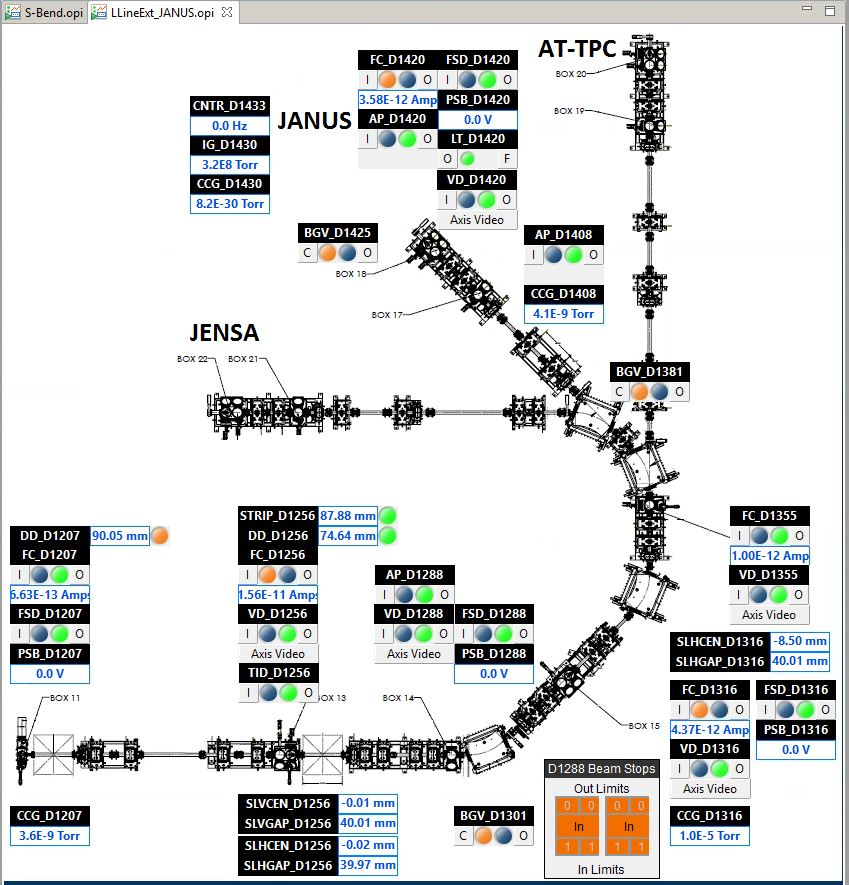 S-Bend.opi
LLineExt_JANUS.opi
AT-TPC
BOX 20
BOX 19
FC_D1420
I O
3.58E-12 Amp
AP_D1420
I O
FSD_D1420
I O
PSB_D1420
0.0 V
LT_D1420
O F
VD_D1420
I O
Axis Video
CNTR_D1433
0.0 Hz
IG_D1430
3.2E8 Torr
CCG_D1430
8.2E-30 Torr
JANUS
BGV_D1425
C O
BOX 18
BOX 17
AP_D1408
I O
CCG_D1408
4.1E-9 Torr
JENSA
BOX 22
BOX 21
BGV_D1381
C O
DD_D1207 90.05 mm
FC_D1207
I O
6.63E-13 Amps
FSD_D1207
I O
PSB_D1207
0.0 V
STRIP_D1256 87.88 mm
DD_D1256 74.64 mm
FC_D1256
I O
1.56E-11 Amps
VD_D1256
I O
Axis Video
TID_D1256
I O
AP_D1288
I O
VD_D1288
I O
Axis Video
FSD_D1288
I O
PSB_D1288
0.0 V
FC_D1355
I O
1.00E-12 Amp
VD_D1355
I O
Axis Video
SLHCEN_D1316 -8.50 mm
SLHGAP_D1316 40.01 mm
FC_D1316
I O
4.37E-12 Amp
VD_D1316
I O
Axis Video
FSD_D1316
I O
PSB_D1316
0.0 V
CCG_D1316
1.0E-5 Torr
BOX 11
OX 13
BOX 14
BOX 15
CCG_D1207
3.6E-9 Torr
SLVCEN_D1256 -0.01 mm
SLVGAP_D1256 40.01 mm
SLHCEN_D1256 -0.02 mm
SLHGAP_D1256 39.97 mm
BGV_D1301
C O
D1288 Beam Stops
Out Limits
0 0 0 0
In In
1 1 1 1
In Limits